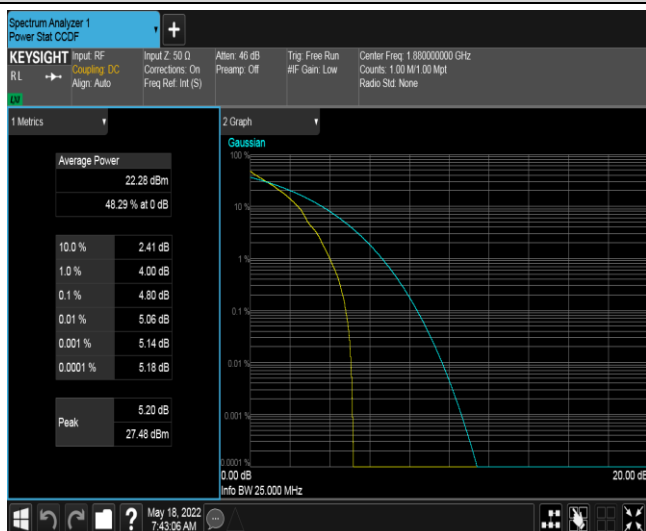 Spectrum Analyzer 1
Power Stat CCDF
+
KEYSIGHT
RL
Input: RF
Coupling: DC
Align: Auto
Input Z: 50 Ω
Corrections: On
Freq Ref: Int (S)
Atten: 46 dB
Preamp: Off
Trig: Free Run
#IF Gain: Low
Center Freq: 1.880000000 GHz
Counts: 1.00 M/1.00 Mpt
Radio Std: None
1 Metrics
Average Power
22.28 dBm
48.29 % at 0 dB
10.0 % 2.41 dB
1.0 % 4.00 dB
0.1 % 4.80 dB
0.01 % 5.06 dB
0.001 % 5.14 dB
0.0001 % 5.18 dB
Peak
5.20 dB
27.48 dBm
2 Graph
Gaussian
100 %
10 %
1 %
0.1 %
0.01 %
0.001 %
0.0001 %
0.00 dB
20.00 dB
Info BW 25.000 MHz
?
May 18, 2022
7:43:06 AM